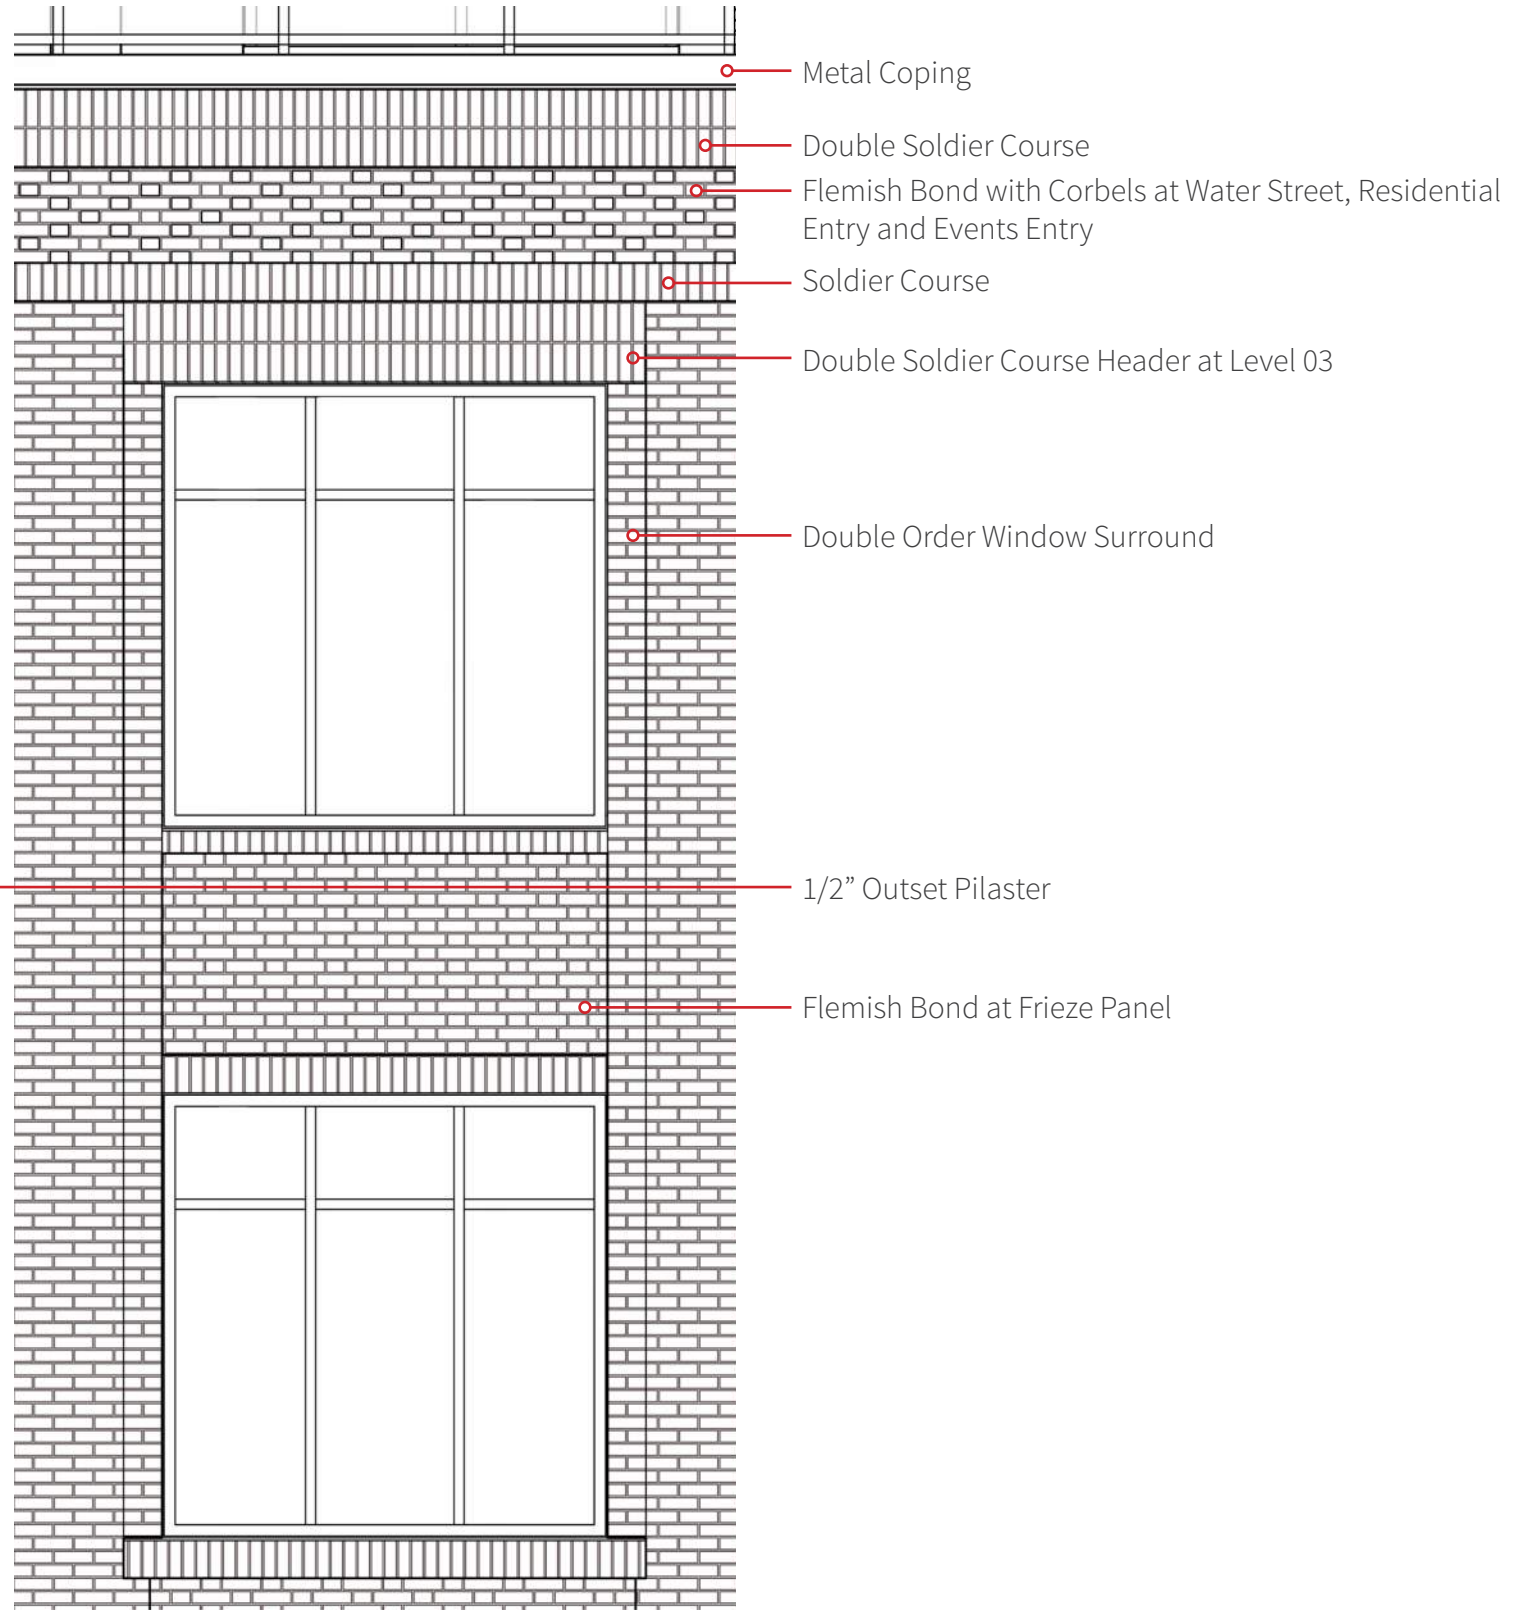 Metal Coping
Double Soldier Course
Flemish Bond with Corbels at Water Street, Residential
Entry and Events Entry
Soldier Course
Double Soldier Course Header at Level 03
Double Order Window Surround
1/2” Outset Pilaster
Flemish Bond at Frieze Panel